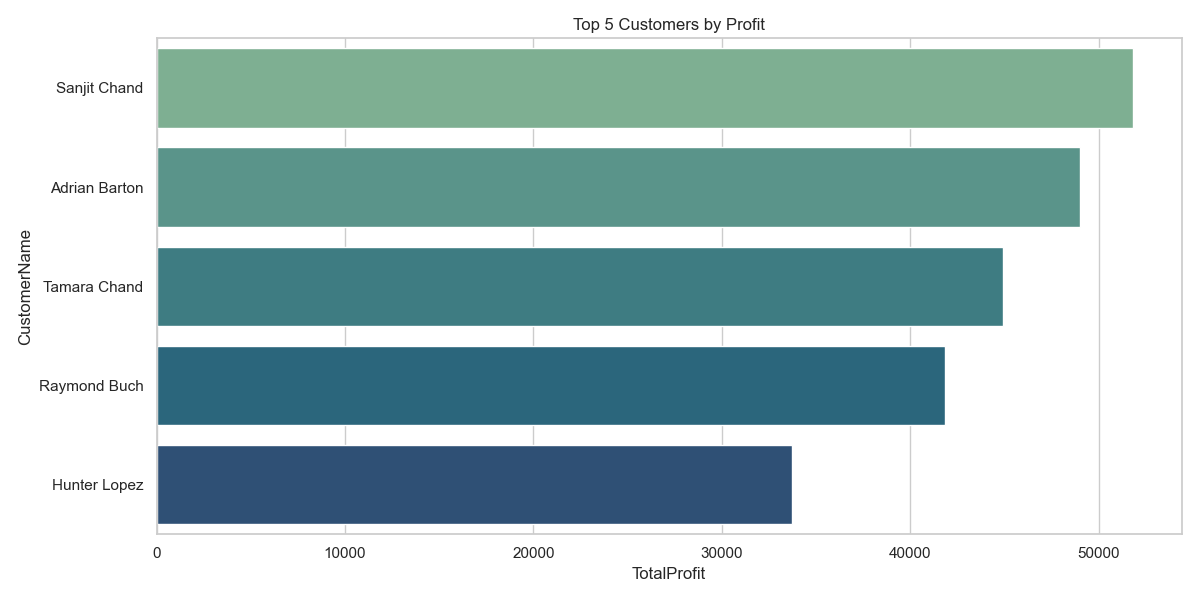 Top 5 Customers by Profit
CustomerName
Sanjit Chand
Adrian Barton
Tamara Chand
Raymond Buch
Hunter Lopez
0 10000 20000 30000 40000 50000
TotalProfit